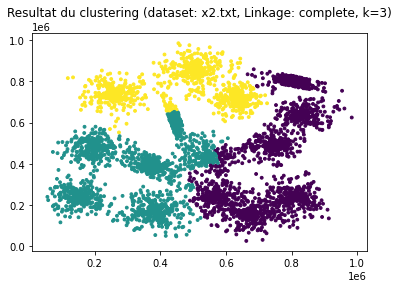 Resultat du clustering (dataset: x2.txt, Linkage: complete, k=3)
1e6
1.0
0.8
0.6
0.4
0.2
0.0
0.2 0.4 0.6 0.8 1.0
1e6